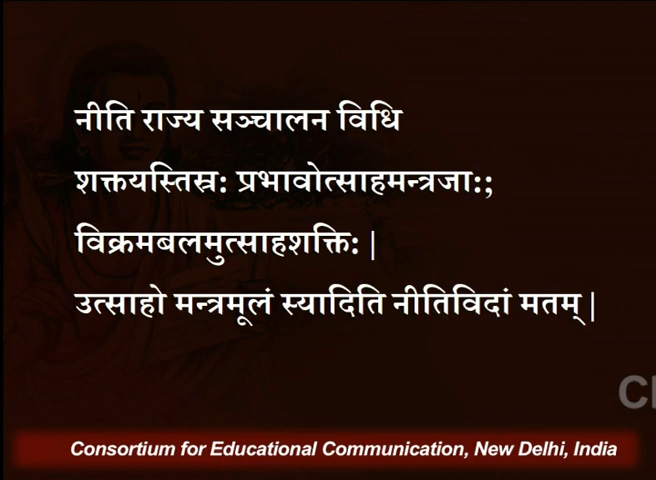 नीति राज्य सञ्चालन विधि
शक्तयस्तिस्र: प्रभावोत्साहमन्त्रजा:;
विक्रमबलमुत्साहशक्ति: |
उत्साहो मन्त्रमूलं स्यादिति नीतिविदां मतम् |
Consortium for Educational Communication, New Delhi, India